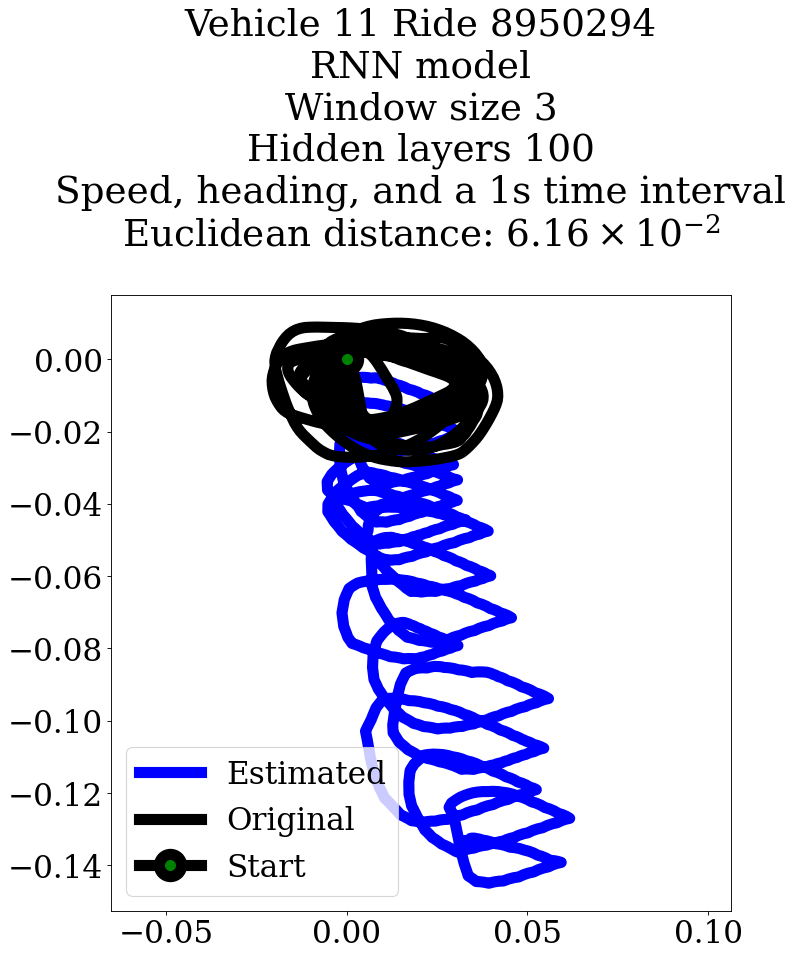 Vehicle 11 Ride 8950294
RNN model
Window size 3
Hidden layers 100
Speed, heading, and a 1s time interval
Euclidean distance: 6.16 × 10⁻²
0.00
−0.02
−0.04
−0.06
−0.08
−0.10
−0.12
−0.14
Estimated
Original
Start
−0.05 0.00 0.05 0.10